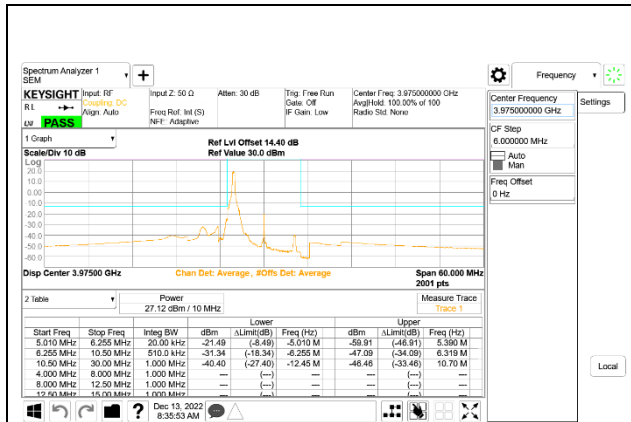 Spectrum Analyzer 1
SEM
Frequency
KEYSIGHT
Input: RF
Coupling: DC
Align: Auto
Input Z: 50 Ω
Freq Ref: Int (S)
NFE: Adaptive
Atten: 30 dB
Trig: Free Run
Gate: Off
IF Gain: Low
Center Freq: 3.975000000 GHz
Avg|Hold: 100.00% of 100
Radio Std: None
R L
PASS
Center Frequency
3.975000000 GHz
Settings
CF Step
6.000000 MHz
Auto
Man
Freq Offset
0 Hz
1 Graph
Scale/Div 10 dB
Ref Lvl Offset 14.40 dB
Ref Value 30.0 dBm
Log
20.0
10.0
0.00
-10.0
-20.0
-30.0
-40.0
-50.0
-60.0
Disp Center 3.97500 GHz
Chan Det: Average, #Offs Det: Average
Span 60.000 MHz
2001 pts
2 Table
Power
27.12 dBm / 10 MHz
Measure Trace
Trace 1
Lower Upper
Start Freq Stop Freq Integ BW dBm ΔLimit(dB) Freq (Hz) dBm ΔLimit(dB) Freq (Hz)
5.010 MHz 6.255 MHz 20.00 kHz -21.49 (-8.49) -5.010 M -59.91 (-46.91) 5.390 M
6.255 MHz 10.50 MHz 510.0 kHz -31.34 (-18.34) -6.255 M -47.09 (-34.09) 6.319 M
10.50 MHz 30.00 MHz 1.000 MHz -40.40 (-27.40) -12.45 M -46.46 (-33.46) 10.70 M
4.000 MHz 8.000 MHz 1.000 MHz --- (---) --- (---)
8.000 MHz 12.50 MHz 1.000 MHz --- (---) --- (---)
12.50 MHz 15.00 MHz 1.000 MHz --- (---) --- (---)
Local
Dec 13, 2022
8:35:53 AM